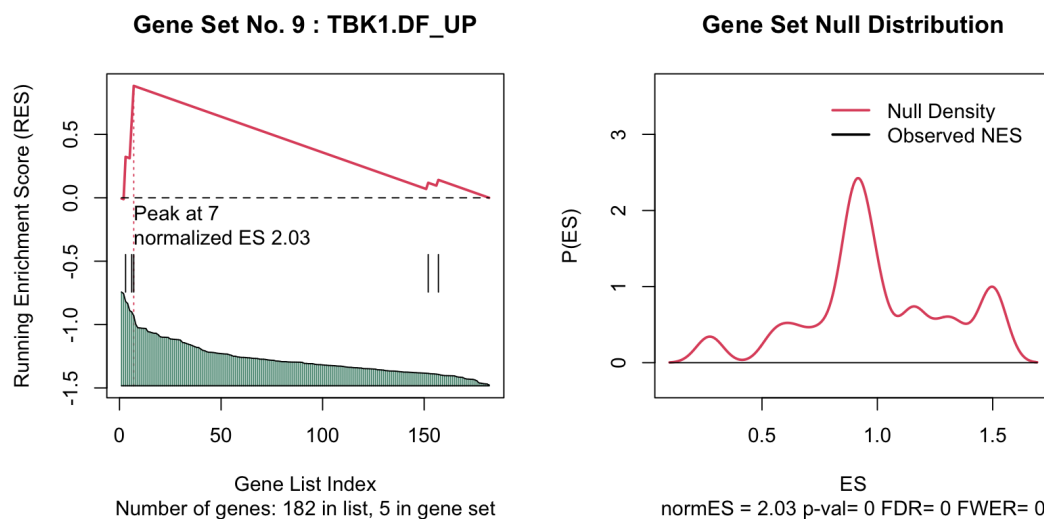 Gene Set No. 9 : TBK1.DF_UP
Running Enrichment Score (RES)
0.5
0.0
-0.5
-1.0
-1.5
Peak at 7
normalized ES 2.03
0
50
100
150
Gene List Index
Number of genes: 182 in list, 5 in gene set
Gene Set Null Distribution
P(ES)
3
2
1
0
Null Density
Observed NES
0.5
1.0
1.5
ES
normES = 2.03 p-val= 0 FDR= 0 FWER= 0